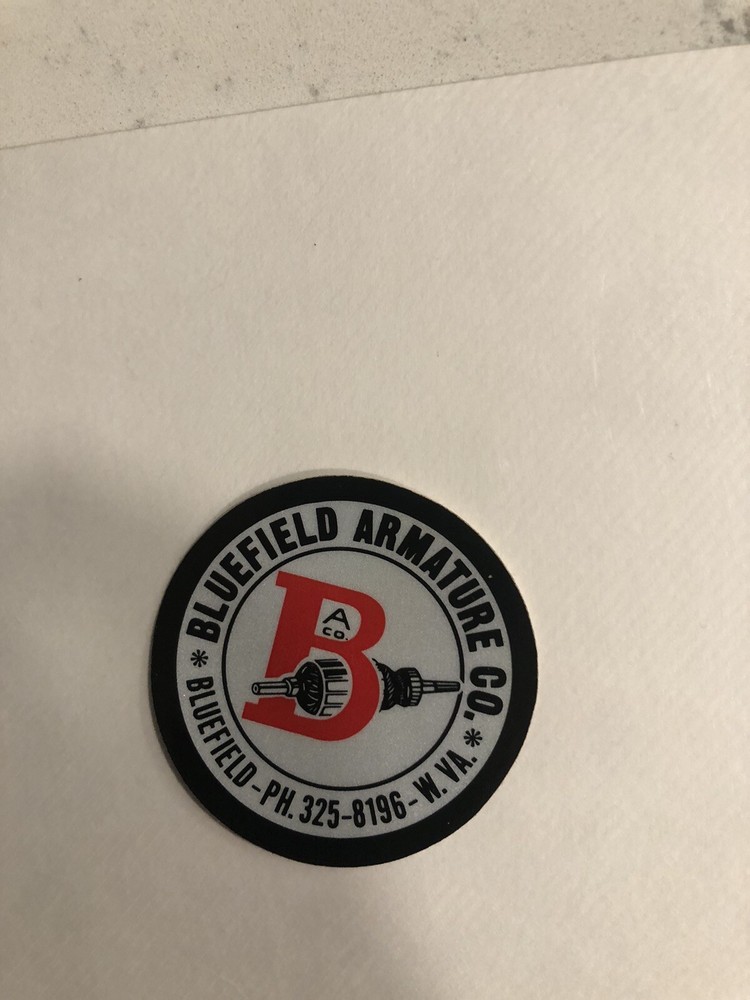 * BLUEFIELD ARMATURE CO. *
B
A
CO.
BLUEFIELD-PH. 325-8196-W. VA.